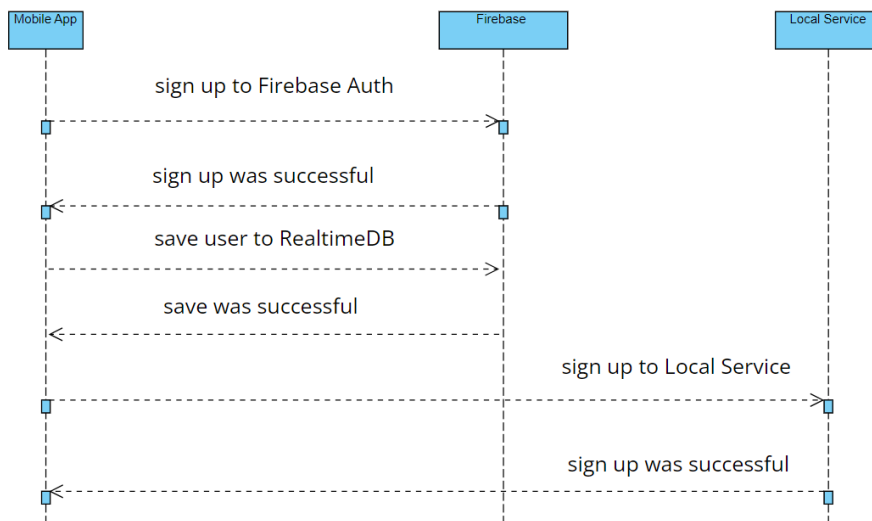 Mobile App
Firebase
Local Service
sign up to Firebase Auth
sign up was successful
save user to RealtimeDB
save was successful
sign up to Local Service
sign up was successful